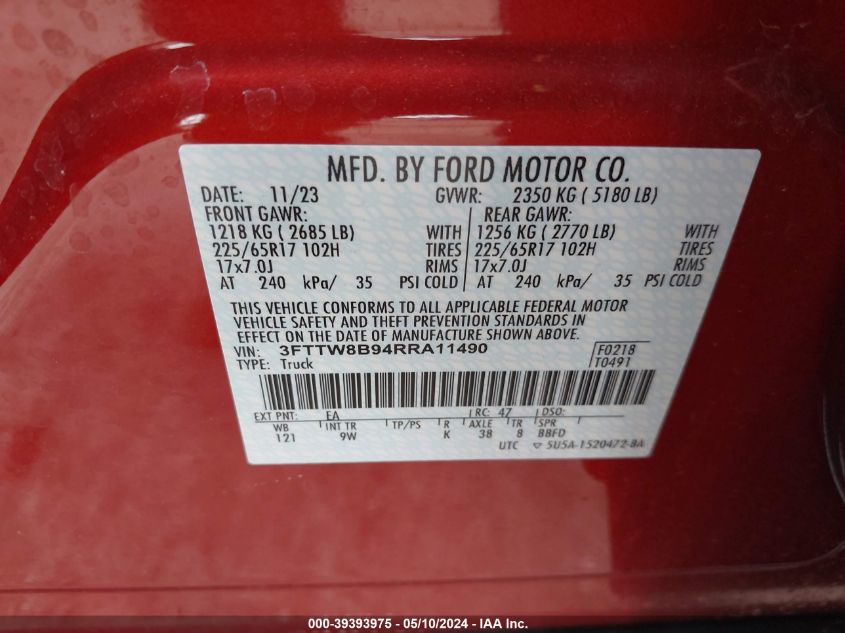 MFD. BY FORD MOTOR CO.
DATE: 11/23 GVWR: 2350 KG ( 5180 LB)
FRONT GAWR: REAR GAWR:
1218 KG ( 2685 LB) WITH 1256 KG ( 2770 LB) WITH
225/65R17 102H TIRES 225/65R17 102H TIRES
17x7.0J RIMS 17x7.0J RIMS
AT 240 kPa/ 35 PSI COLD AT 240 kPa/ 35 PSI COLD
THIS VEHICLE CONFORMS TO ALL APPLICABLE FEDERAL MOTOR
VEHICLE SAFETY AND THEFT PREVENTION STANDARDS IN
EFFECT ON THE DATE OF MANUFACTURE SHOWN ABOVE.
VIN: 3FTTW8B94RRA11490 F0218
TYPE: Truck T0491
EXT PNT: EA RC: 47 DSO:
WB INT TR TP/PS R AXLE TR SPR
121 9W K 38 8 BBFD
UTC ▽ 5U5A-1520472-BA
000-39393975 - 05/10/2024 - IAA Inc.